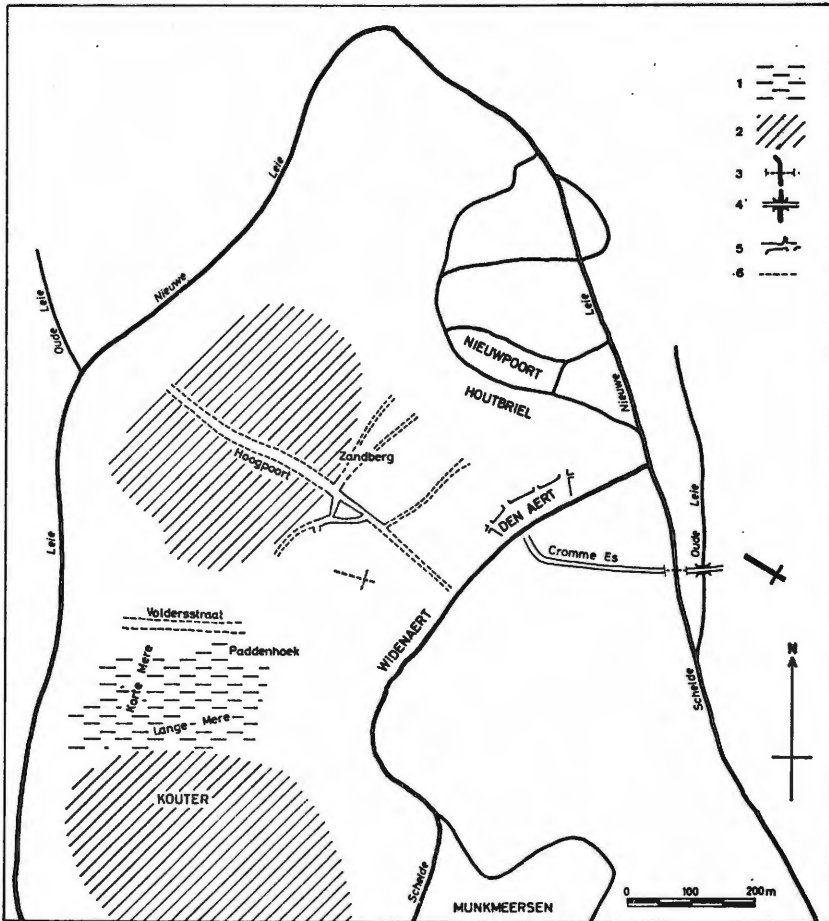 1
2
3
4
5
6
Leie
Nieuwe
Leie
Oude
Leie
Nieuwe
NIEUWPOORT
HOUTBRIEL
Hoogpoort
Zandberg
DEN AERT
Cromme Es
Leie
Oude
Leie
Voldersstraat
Paddenhoek
Korte Mere
Lange-Mere
WIDENAERT
Schelde
N
KOUTER
Schelde
MUNKMEERSEN
0 100 200m